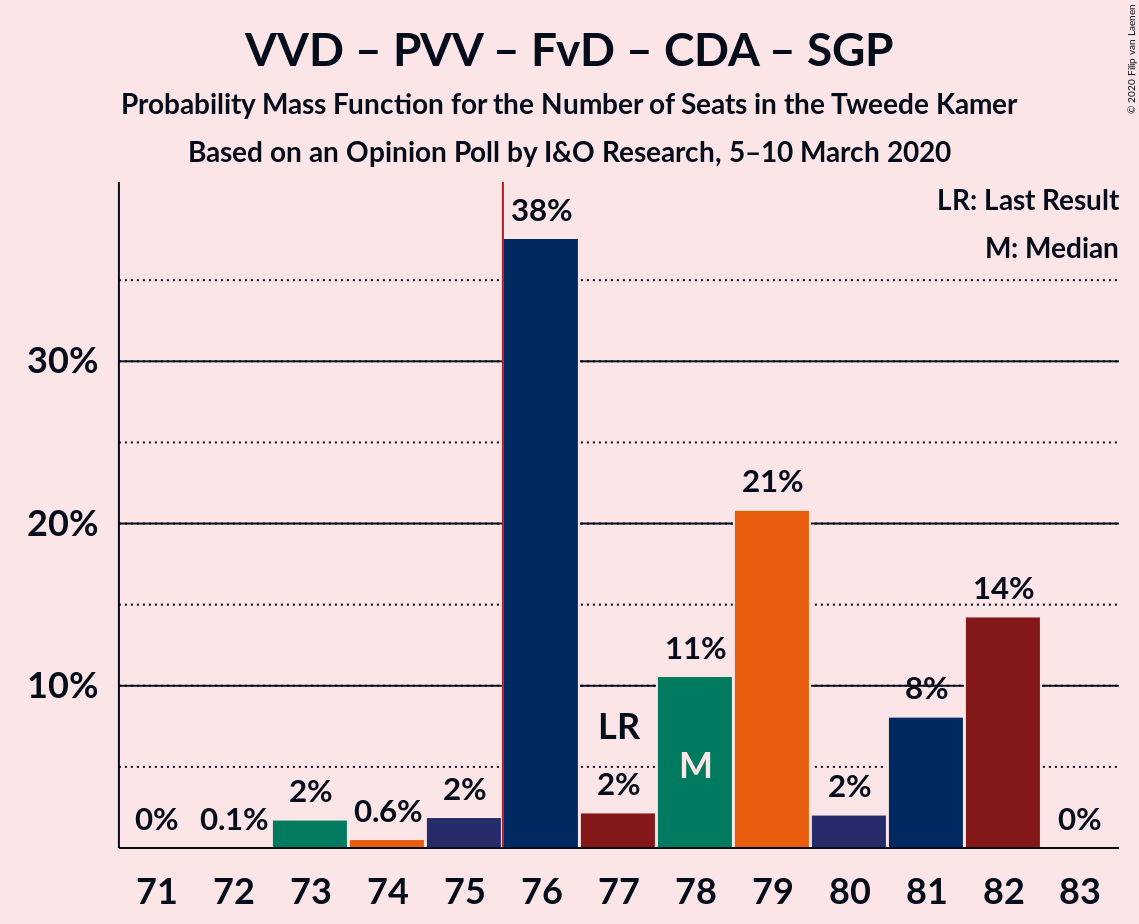 VVD – PVV – FvD – CDA – SGP
Probability Mass Function for the Number of Seats in the Tweede Kamer
Based on an Opinion Poll by I&O Research, 5–10 March 2020
© 2020 Filip van Laenen
LR: Last Result
M: Median
38%
30%
21%
20%
14%
11%
10%
8%
LR
M
2%
2%
2%
2%
0.6%
0%
0.1%
0%
71 72 73 74 75 76 77 78 79 80 81 82 83